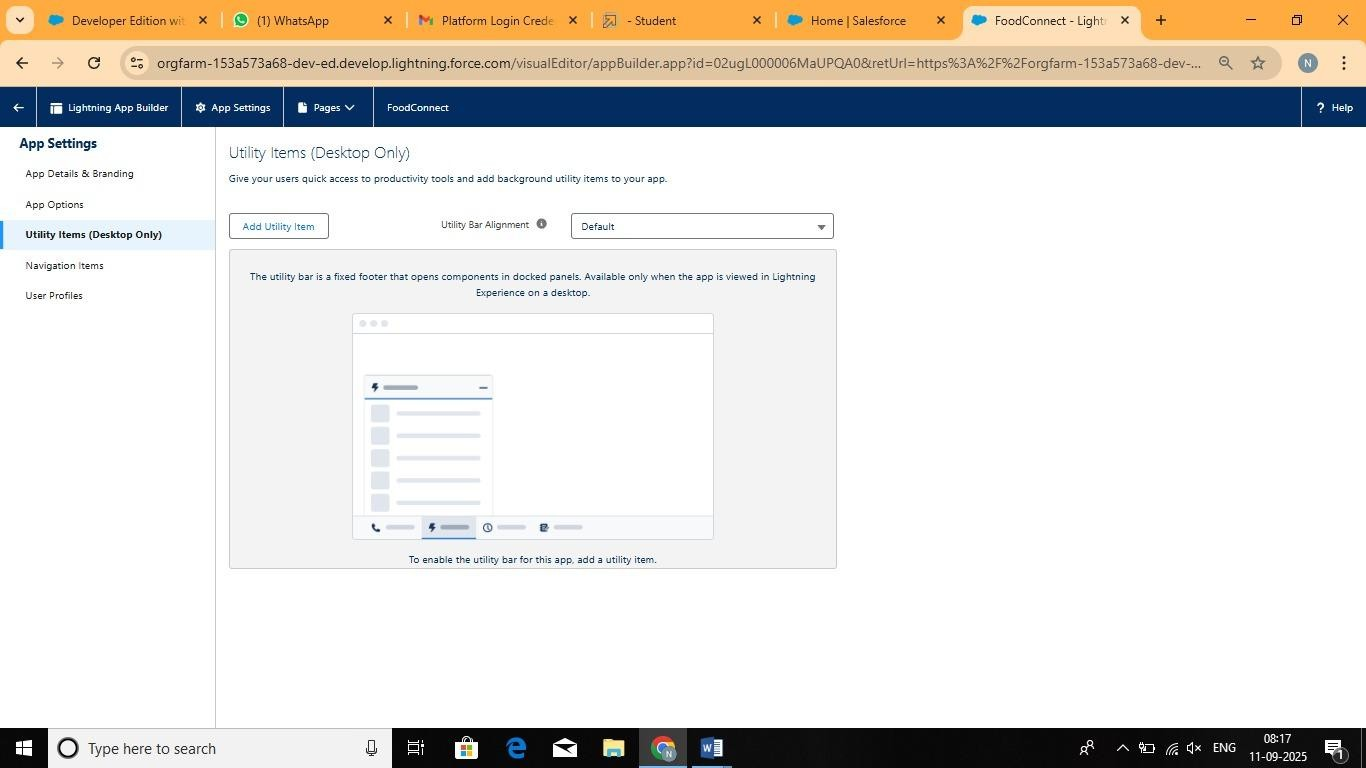 Developer Edition wit
(1) WhatsApp
Platform Login Crede
- Student
Home | Salesforce
FoodConnect - Lightn
orgfarm-153a573a68-dev-ed.develop.lightning.force.com/visualEditor/appBuilder.app?id=02ugL000006MaUPQA0&retUrl=https%3A%2F%2Forgfarm-153a573a68-dev-...
N
Lightning App Builder
App Settings
Pages
FoodConnect
? Help
App Settings
App Details & Branding
App Options
Utility Items (Desktop Only)
Navigation Items
User Profiles
Utility Items (Desktop Only)
Give your users quick access to productivity tools and add background utility items to your app.
Add Utility Item
Utility Bar Alignment
Default
The utility bar is a fixed footer that opens components in docked panels. Available only when the app is viewed in Lightning
Experience on a desktop.
To enable the utility bar for this app, add a utility item.
Type here to search
N
ENG
08:17
11-09-2025
1